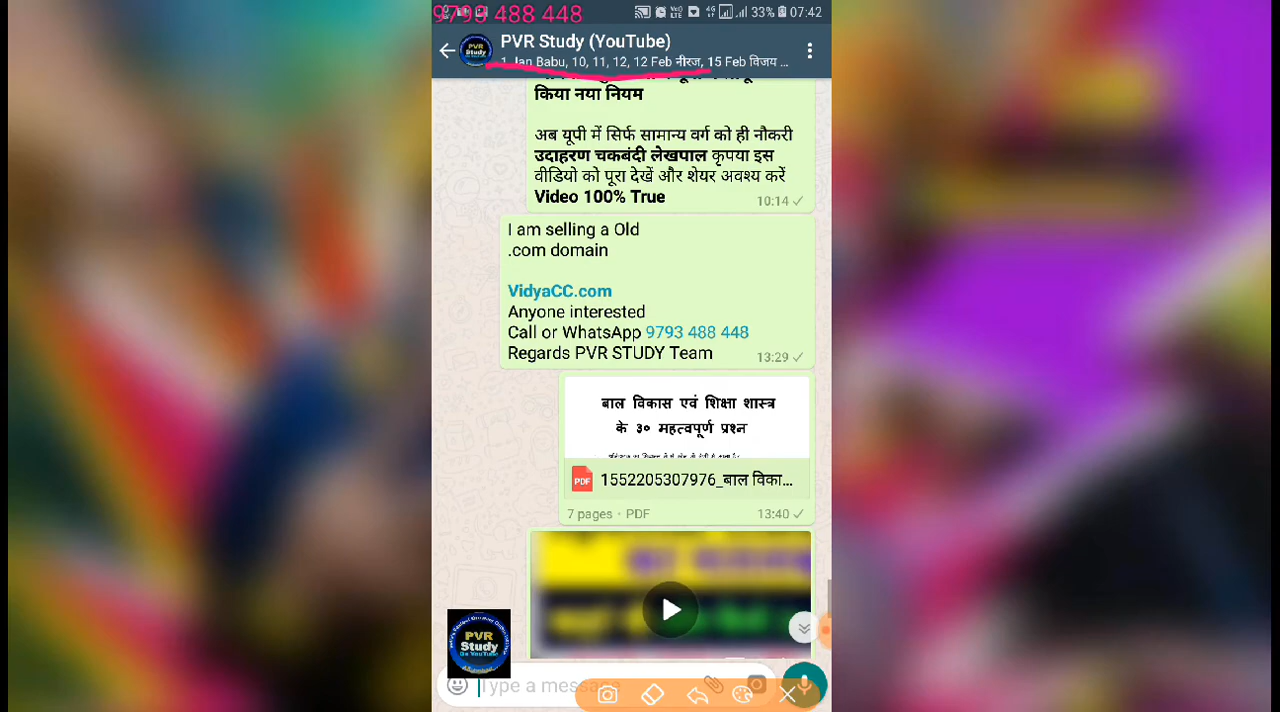 9793 488 448
33% 07:42
PVR Study (YouTube)
1 Jan Babu, 10, 11, 12, 12 Feb नीरज, 15 Feb विजय ...
किया नया नियम
अब यूपी में सिर्फ सामान्य वर्ग को ही नौकरी
उदाहरण चकबंदी लेखपाल कृपया इस
वीडियो को पूरा देखें और शेयर अवश्य करें
Video 100% True
10:14
I am selling a Old
.com domain
VidyaCC.com
Anyone interested
Call or WhatsApp 9793 488 448
Regards PVR STUDY Team
13:29
बाल विकास एवं शिक्षा शास्त्र
के ३० महत्वपूर्ण प्रश्न
PDF 1552205307976_बाल विका...
7 pages • PDF 13:40
PVR
Study
Type a message